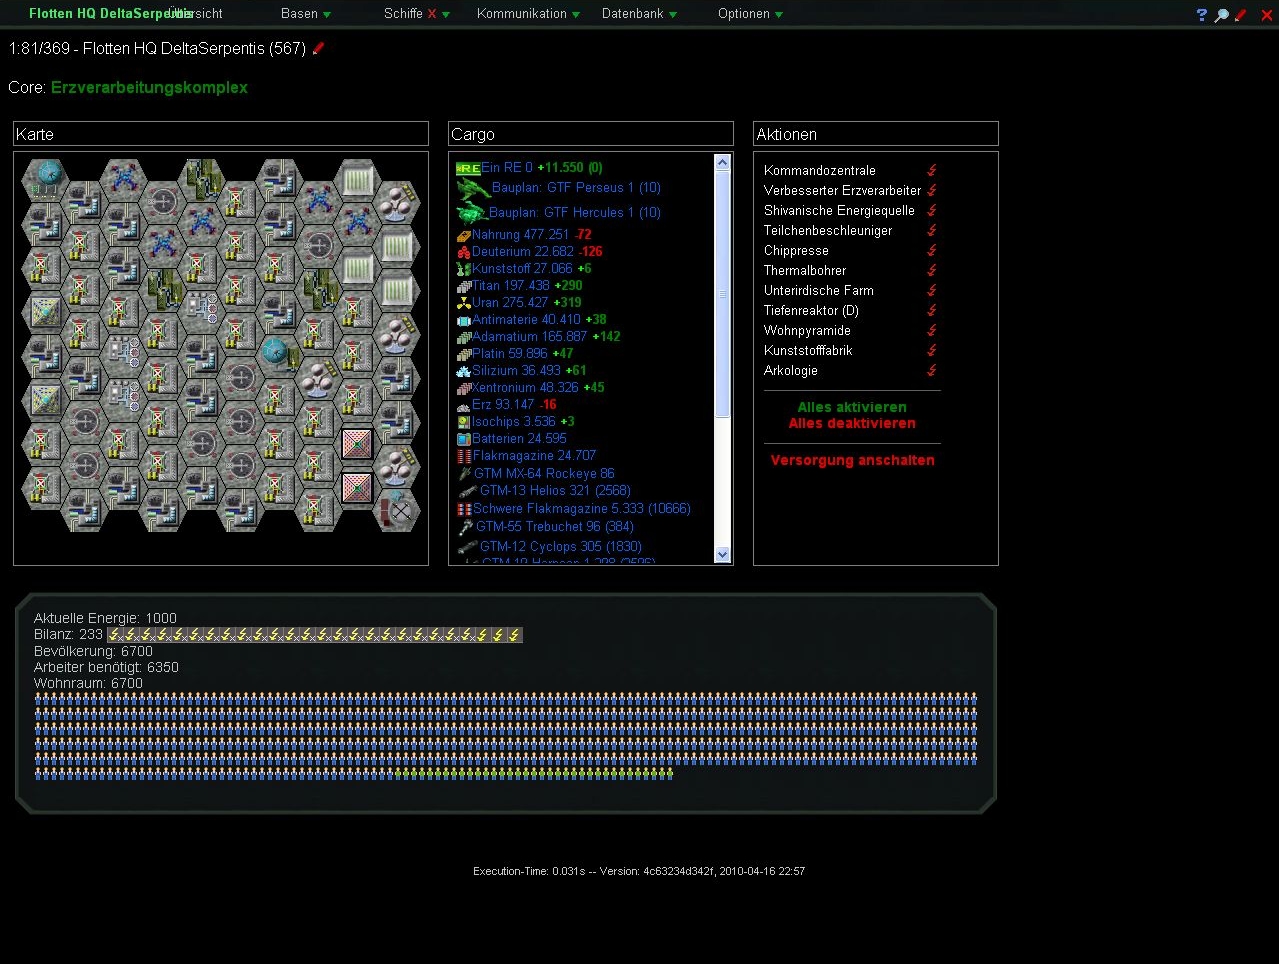 Flotten HQ DeltaSerpentis Übersicht Basen Schiffe X Kommunikation Datenbank Optionen ?
1:81/369 - Flotten HQ DeltaSerpentis (567)
Core: Erzverarbeitungskomplex
Karte
Cargo
RE Ein RE 0 +11.550 (0)
Bauplan: GTF Perseus 1 (10)
Bauplan: GTF Hercules 1 (10)
Nahrung 477.251 -72
Deuterium 22.682 -126
Kunststoff 27.066 +6
Titan 197.438 +290
Uran 275.427 +319
Antimaterie 40.410 +38
Adamatium 165.887 +142
Platin 59.896 +47
Silizium 36.493 +61
Xentronium 48.326 +45
Erz 93.147 -16
Isochips 3.536 +3
Batterien 24.595
Flakmagazine 24.707
GTM MX-64 Rockeye 86
GTM-13 Helios 321 (2568)
Schwere Flakmagazine 5.333 (10666)
GTM-55 Trebuchet 96 (384)
GTM-12 Cyclops 305 (1830)
Aktionen
Kommandozentrale
Verbesserter Erzverarbeiter
Shivanische Energiequelle
Teilchenbeschleuniger
Chippresse
Thermalbohrer
Unterirdische Farm
Tiefenreaktor (D)
Wohnpyramide
Kunststofffabrik
Arkologie
Alles aktivieren
Alles deaktivieren
Versorgung anschalten
Aktuelle Energie: 1000
Bilanz: 233
Bevölkerung: 6700
Arbeiter benötigt: 6350
Wohnraum: 6700
Execution-Time: 0.031s -- Version: 4c63234d342f, 2010-04-16 22:57